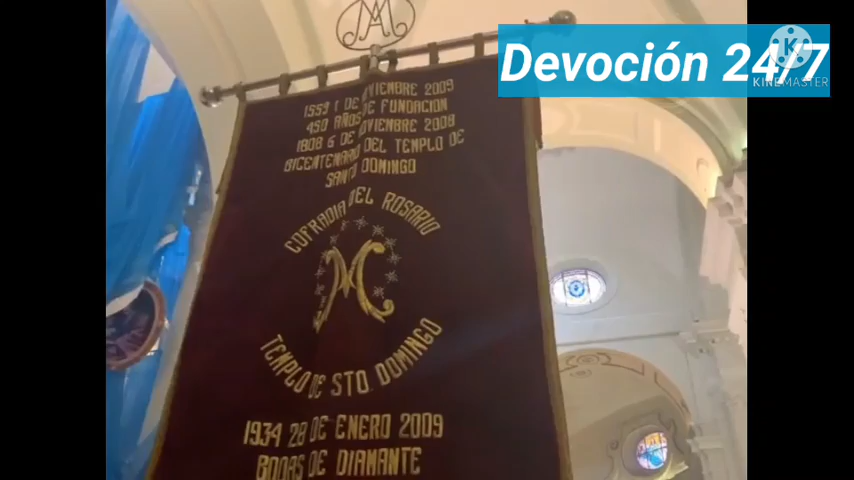 Devoción 24/7
K
KINEMASTER
1559 1 DE NOVIEMBRE 2009
450 AÑOS DE FUNDACION
1808 6 DE NOVIEMBRE 2008
BICENTENARIO DEL TEMPLO DE
SANTO DOMINGO
COFRADIA DEL ROSARIO
TEMPLO DE STO. DOMINGO
1934 28 DE ENERO 2009
BODAS DE DIAMANTE